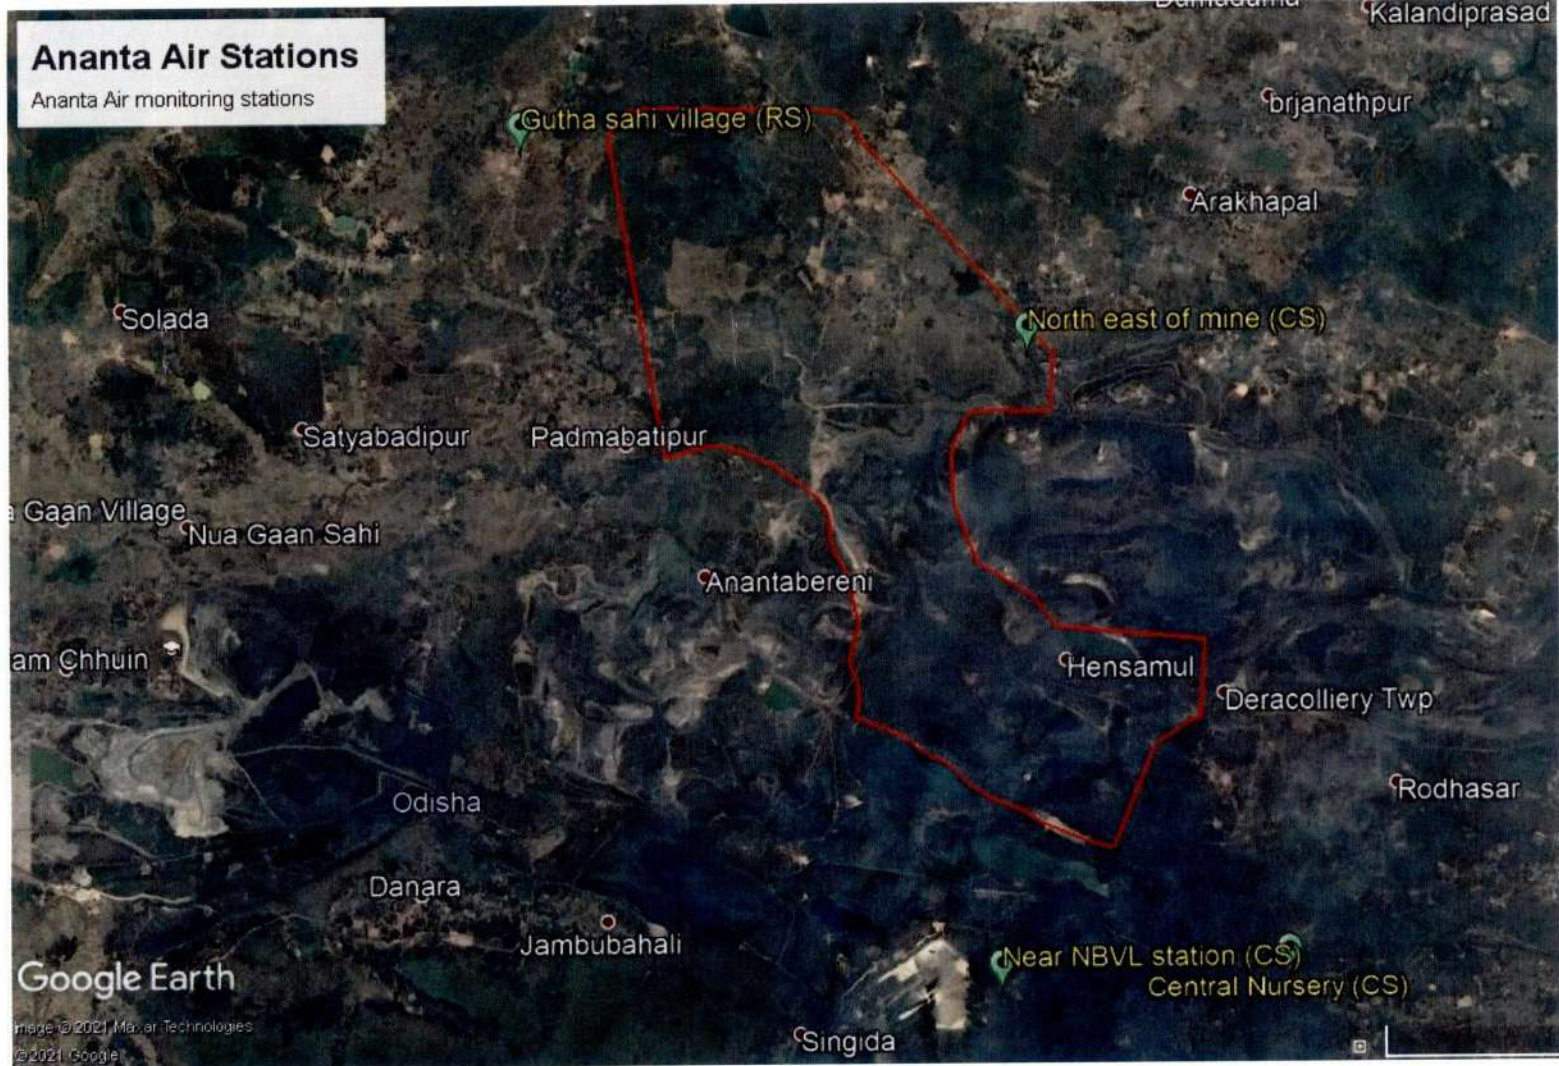 Kalandiprasad
Ananta Air Stations
Ananta Air monitoring stations
brjanathpur
Gutha sahi village (RS)
Arakhapal
Solada
North east of mine (CS)
Satyabadipur
Padmabatipur
Gaan Village
Nua Gaan Sahi
Anantabereni
am Chhuin
Hensamul
Deracolliery Twp
Rodhasar
Odisha
Danara
Jambubahali
Near NBVL station (CS)
Central Nursery (CS)
Google Earth
Image © 2021 Maxar Technologies
© 2021 Google
Singida